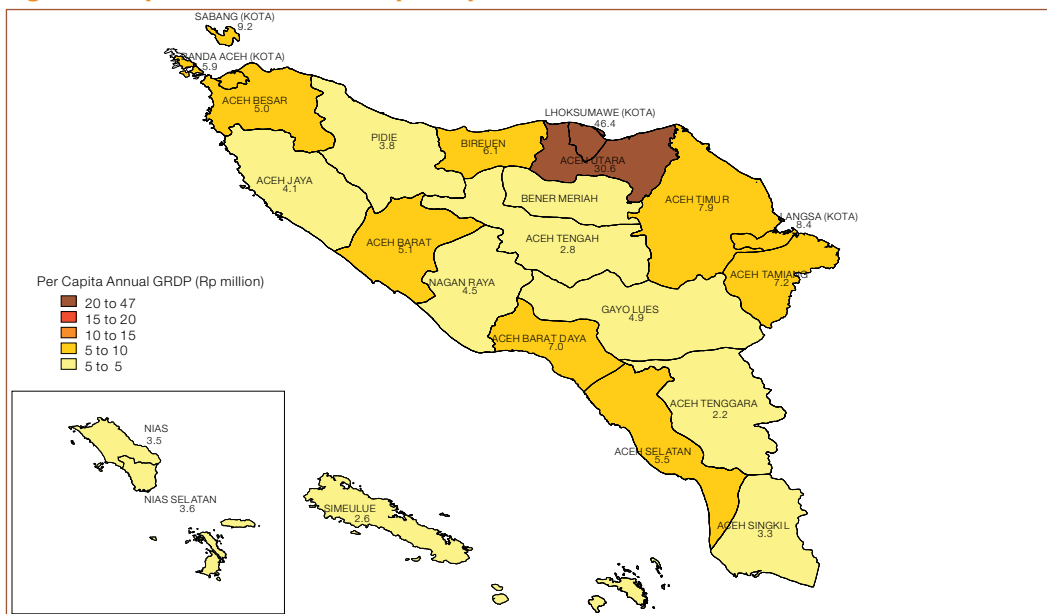 SABANG (KOTA)
9.2
BANDA ACEH (KOTA)
5.9
ACEH BESAR
5.0
PIDIE
3.8
BIREUEN
6.1
LHOKSUMAWE (KOTA)
46.4
ACEH UTARA
30.6
ACEH JAYA
4.1
BENER MERIAH
ACEH TIMUR
7.9
LANGSA (KOTA)
8.4
ACEH BARAT
5.1
ACEH TENGAH
2.8
ACEH TAMIANG
7.2
NAGAN RAYA
4.5
GAYO LUES
4.9
Per Capita Annual GRDP (Rp million)
20 to 47
15 to 20
10 to 15
5 to 10
5 to 5
ACEH BARAT DAYA
7.0
ACEH TENGGARA
2.2
ACEH SELATAN
5.5
NIAS
3.5
NIAS SELATAN
3.6
SIMEULUE
2.6
ACEH SINGKIL
3.3